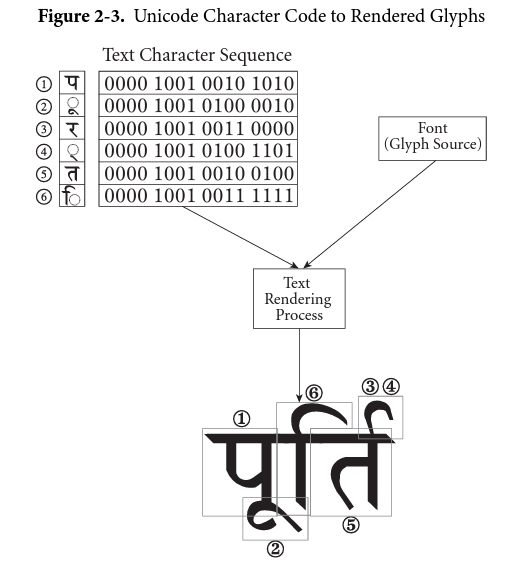 Figure 2-3. Unicode Character Code to Rendered Glyphs
Text Character Sequence
① प 0000 1001 0010 1010
② ू 0000 1001 0100 0010
③ र 0000 1001 0011 0000
④ ् 0000 1001 0100 1101
⑤ त 0000 1001 0010 0100
⑥ ि 0000 1001 0011 1111
Font
(Glyph Source)
Text
Rendering
Process
⑥ ③ ④
①
पूर्ति
⑤
②